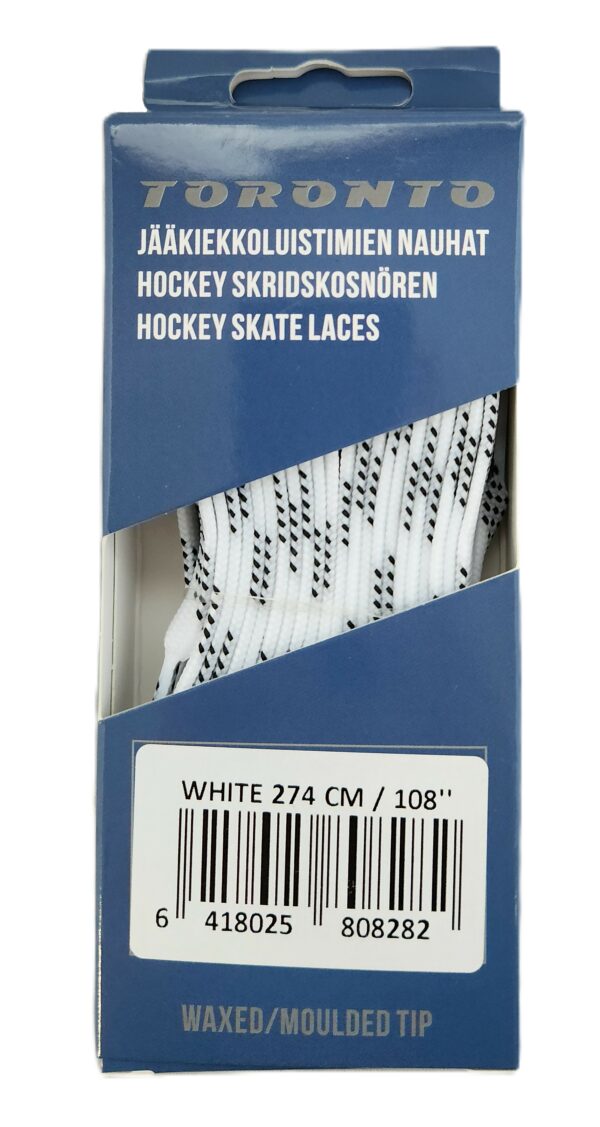 TORONTO
JÄÄKIEKKOLUISTIMIEN NAUHAT
HOCKEY SKRIDSKOSNÖREN
HOCKEY SKATE LACES
WHITE 274 CM / 108''
6 418025 808282
WAXED/MOULDED TIP